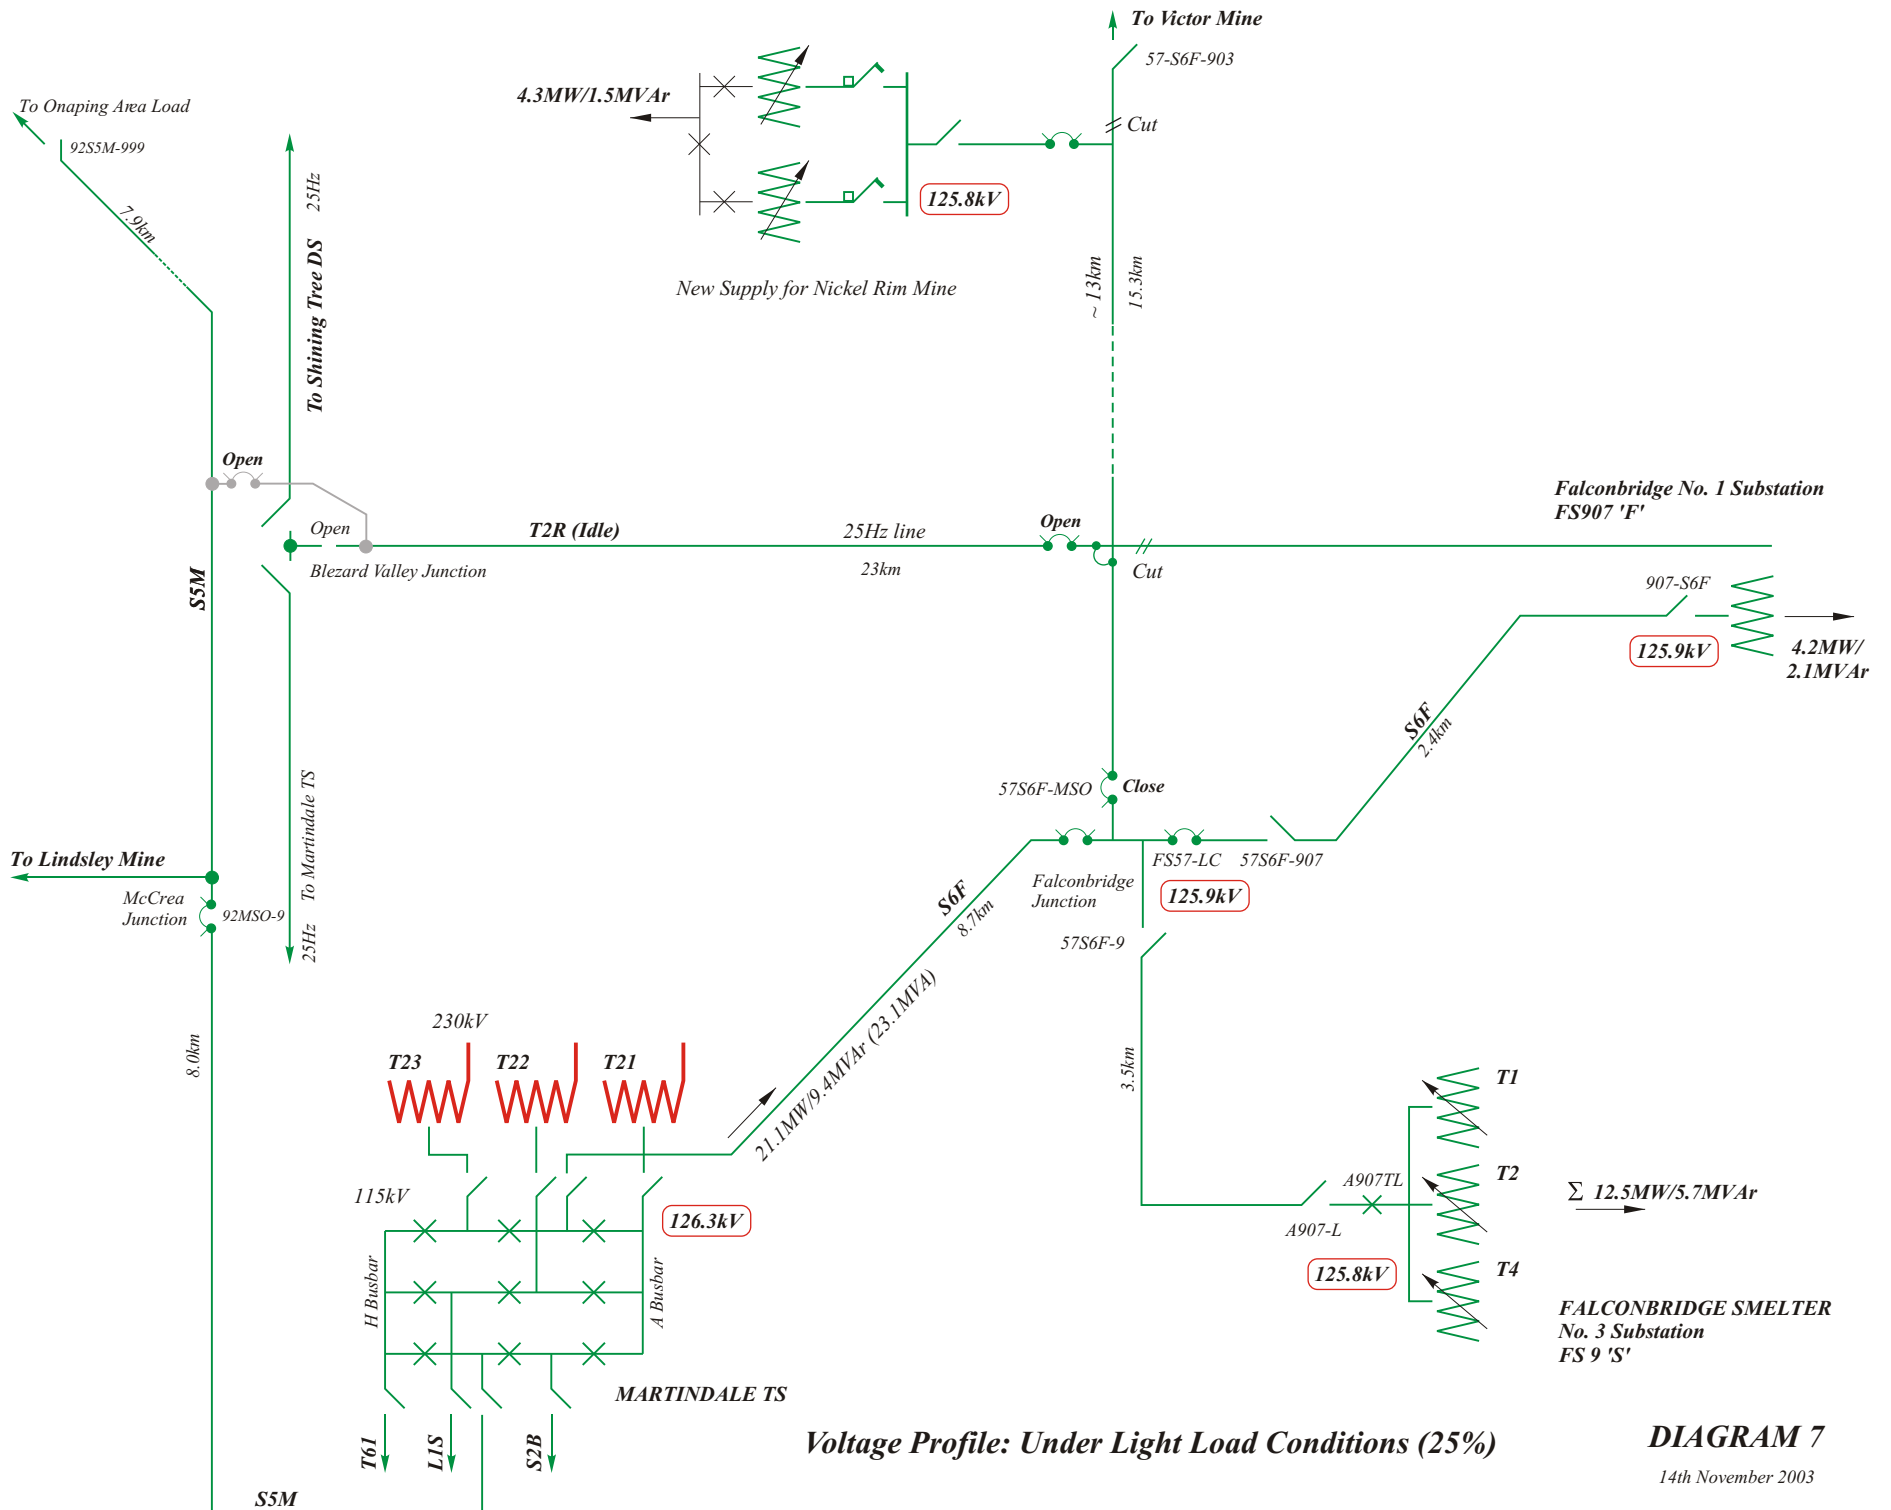 To Victor Mine
57-S6F-903
4.3MW/1.5MVAr
Cut
To Onaping Area Load
92S5M-999
25Hz
7.9km
125.8kV
To Shining Tree DS
New Supply for Nickel Rim Mine
~ 13km
15.3km
Open
Falconbridge No. 1 Substation
FS907 'F'
Open
T2R (Idle)
25Hz line
Open
Blezard Valley Junction
23km
Cut
S5M
907-S6F
125.9kV
4.2MW/
2.1MVAr
S6F
2.4km
To Martindale TS
25Hz
57S6F-MSO
Close
To Lindsley Mine
McCrea
Junction
92MSO-9
FS57-LC
57S6F-907
Falconbridge
Junction
125.9kV
S6F
8.7km
57S6F-9
21.1MW/9.4MVAr (23.1MVA)
8.0km
230kV
T23
T22
T21
3.5km
T1
115kV
126.3kV
A907TL
T2
Σ 12.5MW/5.7MVAr
A907-L
H Busbar
A Busbar
125.8kV
T4
FALCONBRIDGE SMELTER
No. 3 Substation
FS 9 'S'
MARTINDALE TS
T61
L1S
S2B
S5M
Voltage Profile: Under Light Load Conditions (25%)
DIAGRAM 7
14th November 2003